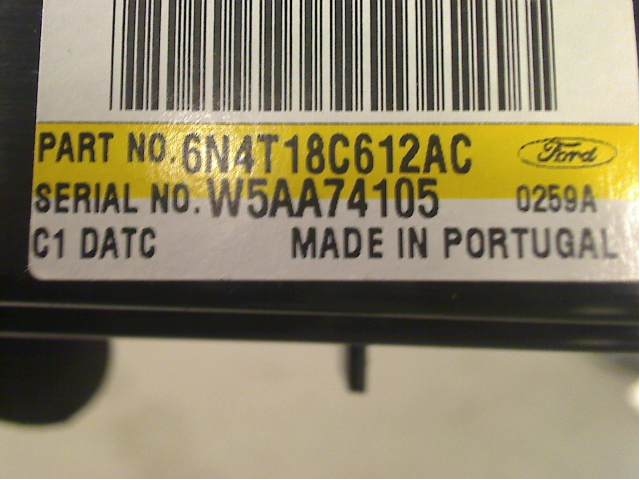 PART NO. 6N4T18C612AC Ford
SERIAL NO. W5AA74105 0259A
C1 DATC MADE IN PORTUGAL